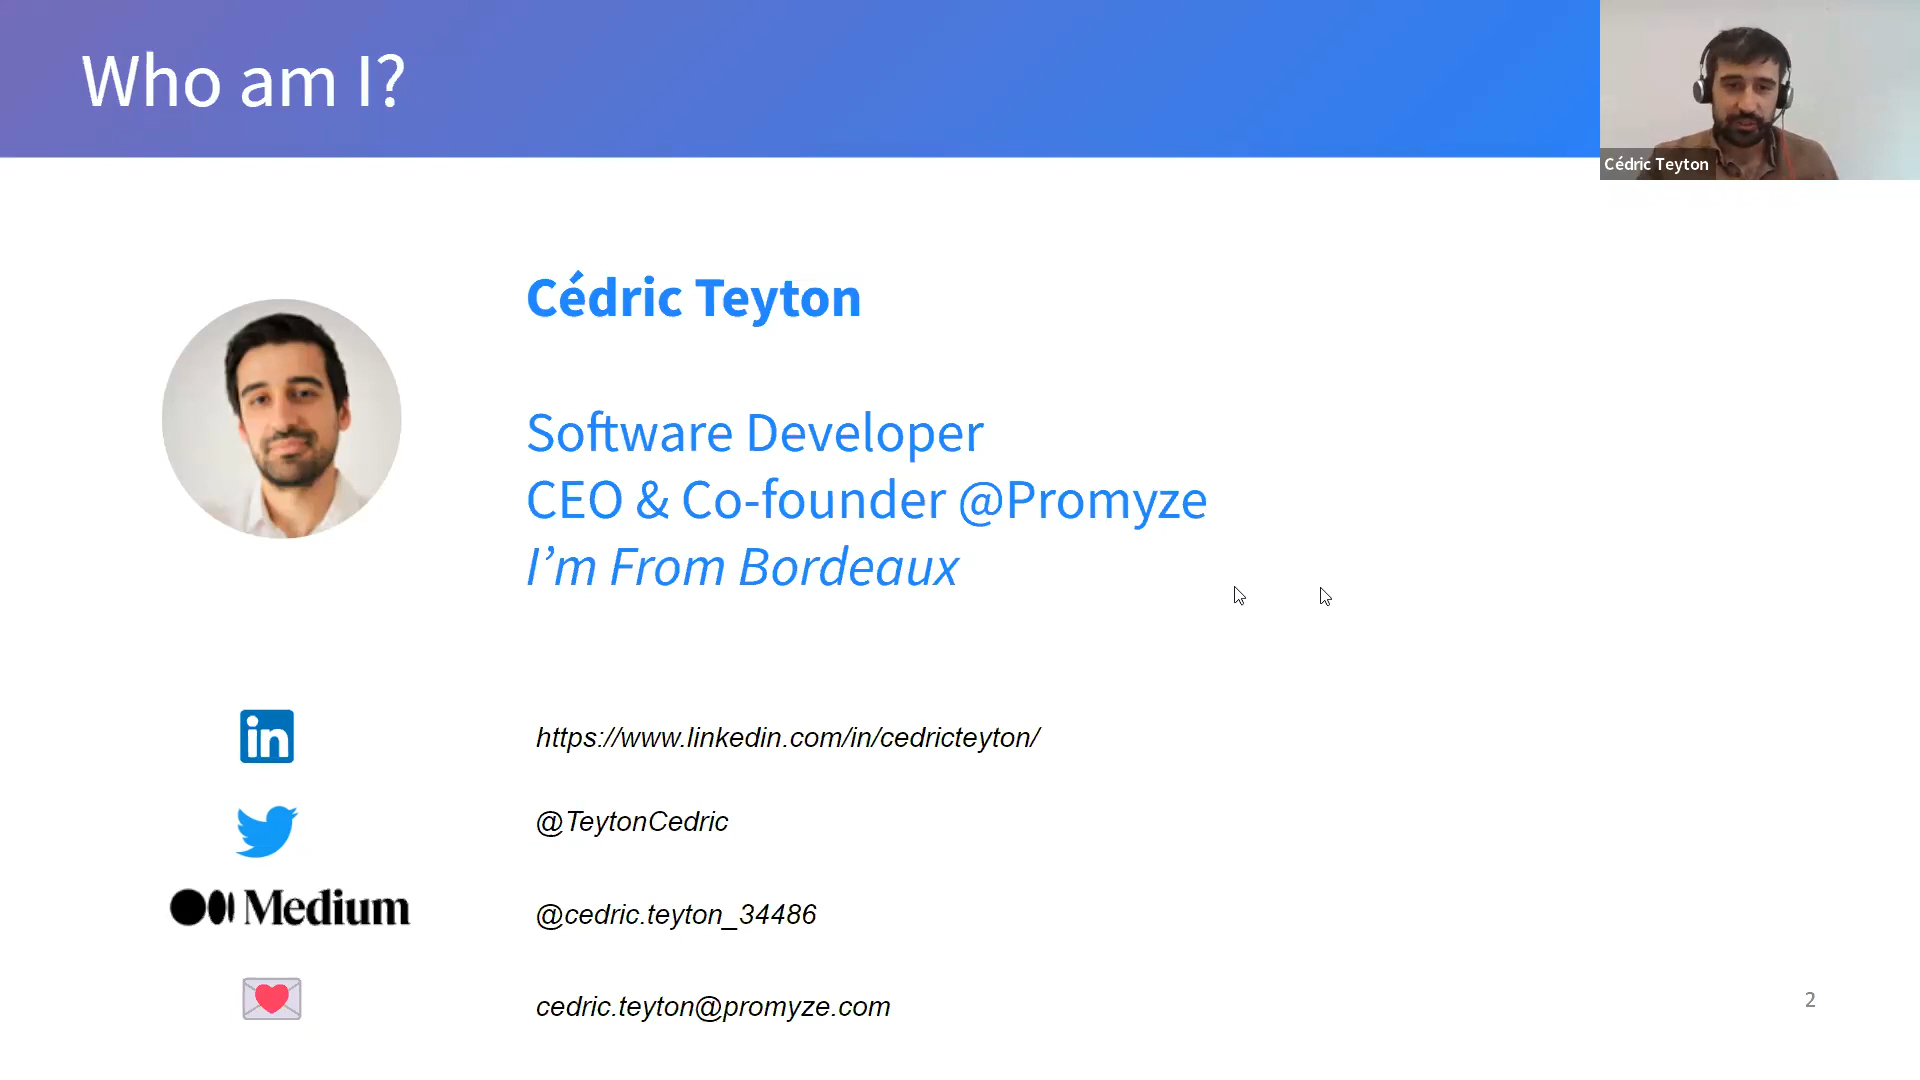 Who am I?
Cédric Teyton
Cédric Teyton
Software Developer
CEO & Co-founder @Promyze
I’m From Bordeaux
in
https://www.linkedin.com/in/cedricteyton/
@TeytonCedric
Medium
@cedric.teyton_34486
cedric.teyton@promyze.com
2